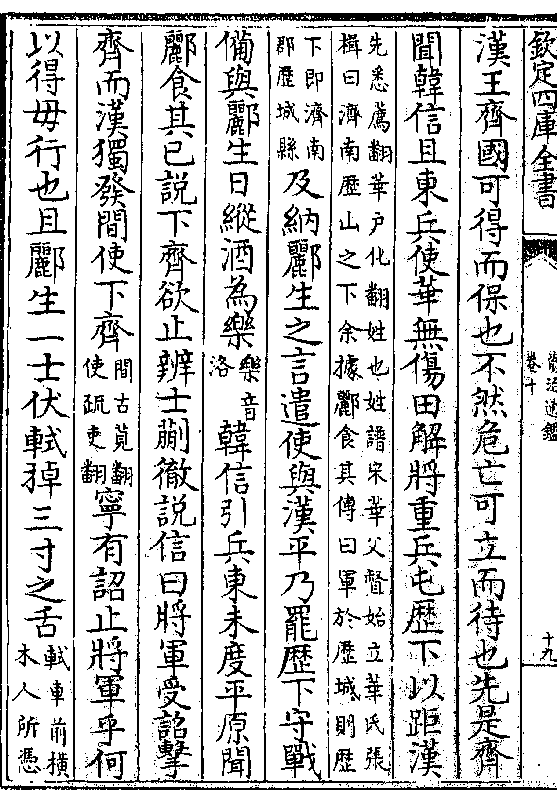 欽定四庫全書
資治通鑑
卷十
十九
漢王齊國可得而保也不然危亡可立而待也先是齊
聞韓信且東兵使華無傷田解將重兵屯歷下以距漢
先悉薦翻華户化翻姓也姓譜宋華父督始立華氏張
楫曰濟南歷山之下余據酈食其傳曰軍於歷城則歷
下即濟南
郡歷城縣
及納酈生之言遣使與漢平乃罷歷下守戰
備與酈生日縱酒為樂
樂音
洛
韓信引兵東未度平原聞
酈食其已說下齊欲止辨士蒯徹說信曰將軍受詔擊
齊而漢獨發間使下齊
間古莧翻
使疏吏翻
寧有詔止將軍乎何
以得毋行也且酈生一士伏軾掉三寸之舌
軾車前橫
木人所憑